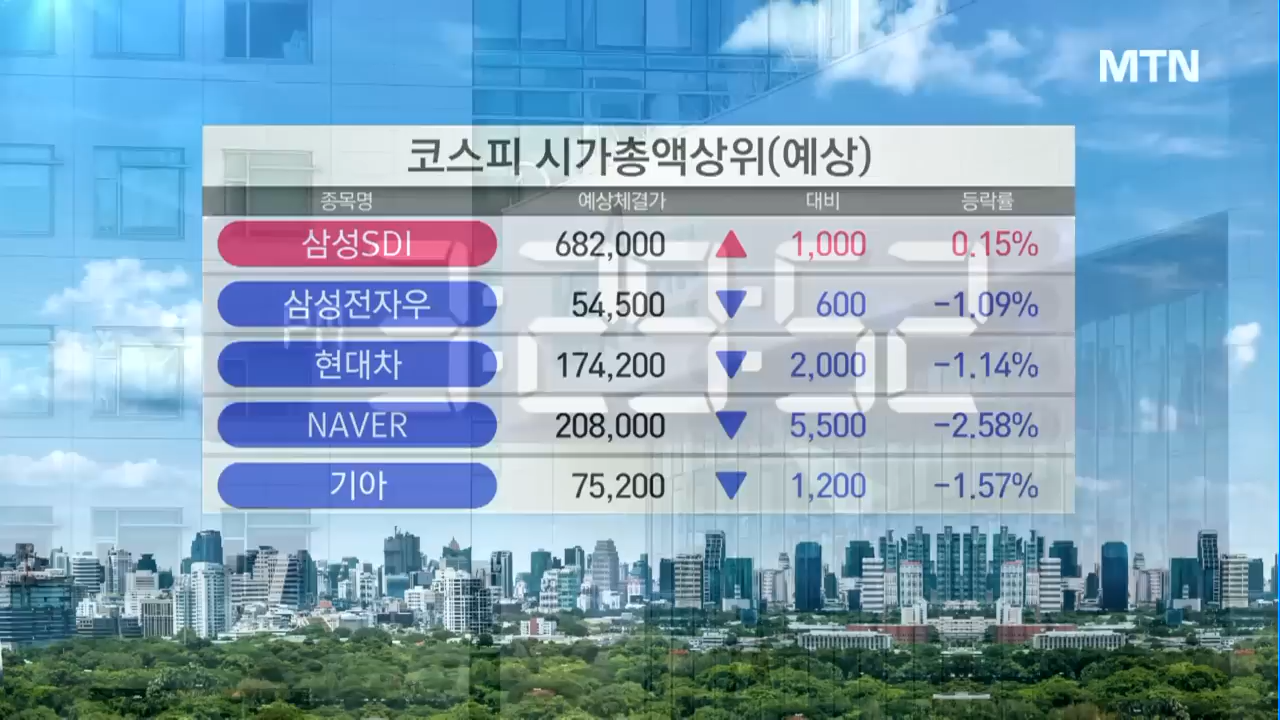 MTN
코스피 시가총액상위(예상)
종목명 예상체결가 대비 등락률
삼성SDI 682,000 ▲ 1,000 0.15%
삼성전자우 54,500 ▼ 600 -1.09%
현대차 174,200 ▼ 2,000 -1.14%
NAVER 208,000 ▼ 5,500 -2.58%
기아 75,200 ▼ 1,200 -1.57%